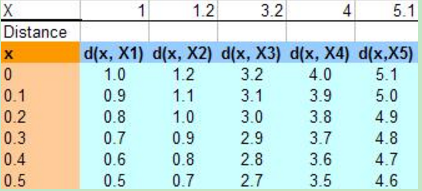 X 1 1.2 3.2 4 5.1
Distance
x d(x, X1) d(x, X2) d(x, X3) d(x, X4) d(x,X5)
0 1.0 1.2 3.2 4.0 5.1
0.1 0.9 1.1 3.1 3.9 5.0
0.2 0.8 1.0 3.0 3.8 4.9
0.3 0.7 0.9 2.9 3.7 4.8
0.4 0.6 0.8 2.8 3.6 4.7
0.5 0.5 0.7 2.7 3.5 4.6